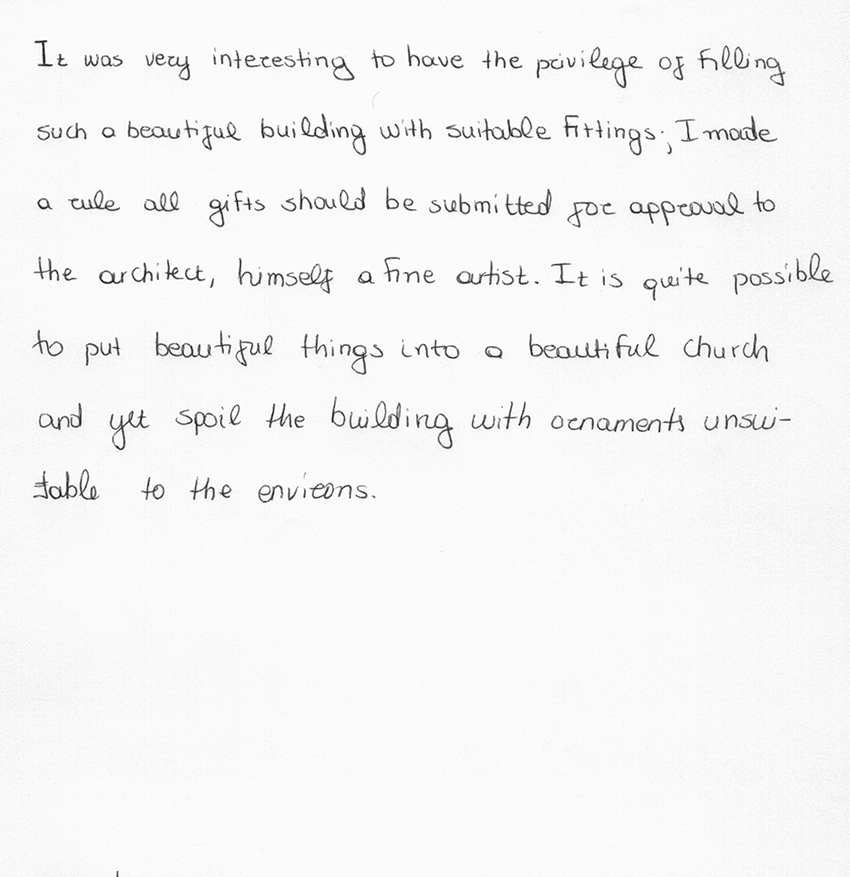 It was very interesting to have the privilege of filling
such a beautiful building with suitable fittings; I made
a rule all gifts should be submitted for approval to
the architect, himself a fine artist. It is quite possible
to put beautiful things into a beautiful church
and yet spoil the building with ornaments unsui-
table to the environs.